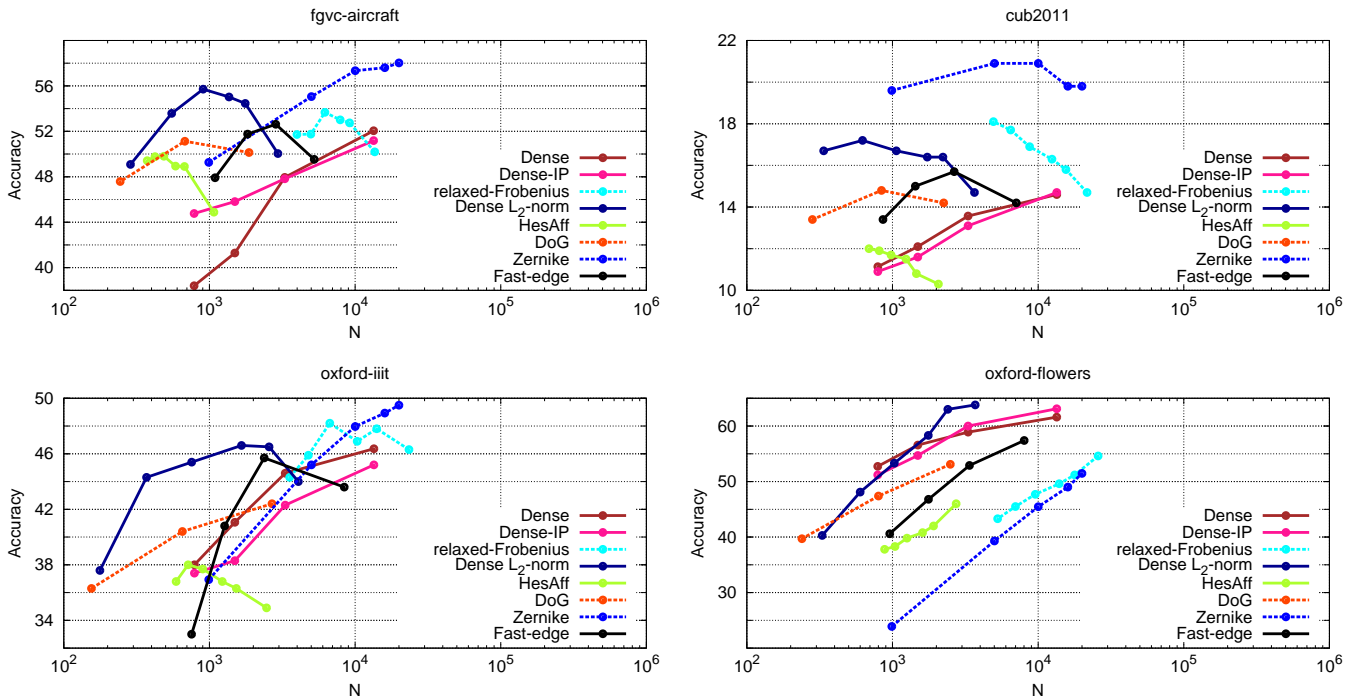 fgvc-aircraft
Accuracy
56
52
48
44
40
10² 10³ 10⁴ 10⁵ 10⁶
N
Dense
Dense-IP
relaxed-Frobenius
Dense L₂-norm
HesAff
DoG
Zernike
Fast-edge
cub2011
Accuracy
22
18
14
10
10² 10³ 10⁴ 10⁵ 10⁶
N
Dense
Dense-IP
relaxed-Frobenius
Dense L₂-norm
HesAff
DoG
Zernike
Fast-edge
oxford-iiit
Accuracy
50
46
42
38
34
10² 10³ 10⁴ 10⁵ 10⁶
N
Dense
Dense-IP
relaxed-Frobenius
Dense L₂-norm
HesAff
DoG
Zernike
Fast-edge
oxford-flowers
Accuracy
60
50
40
30
10² 10³ 10⁴ 10⁵ 10⁶
N
Dense
Dense-IP
relaxed-Frobenius
Dense L₂-norm
HesAff
DoG
Zernike
Fast-edge